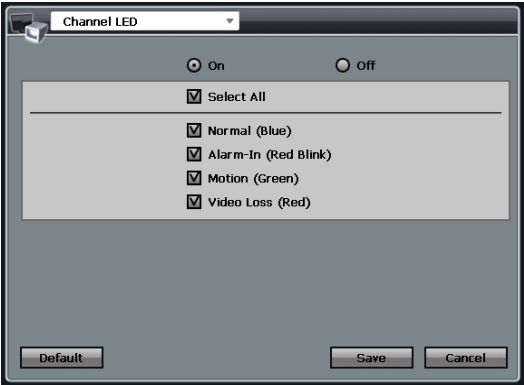 Channel LED
On Off
Select All
Normal (Blue)
Alarm-In (Red Blink)
Motion (Green)
Video Loss (Red)
Default Save Cancel